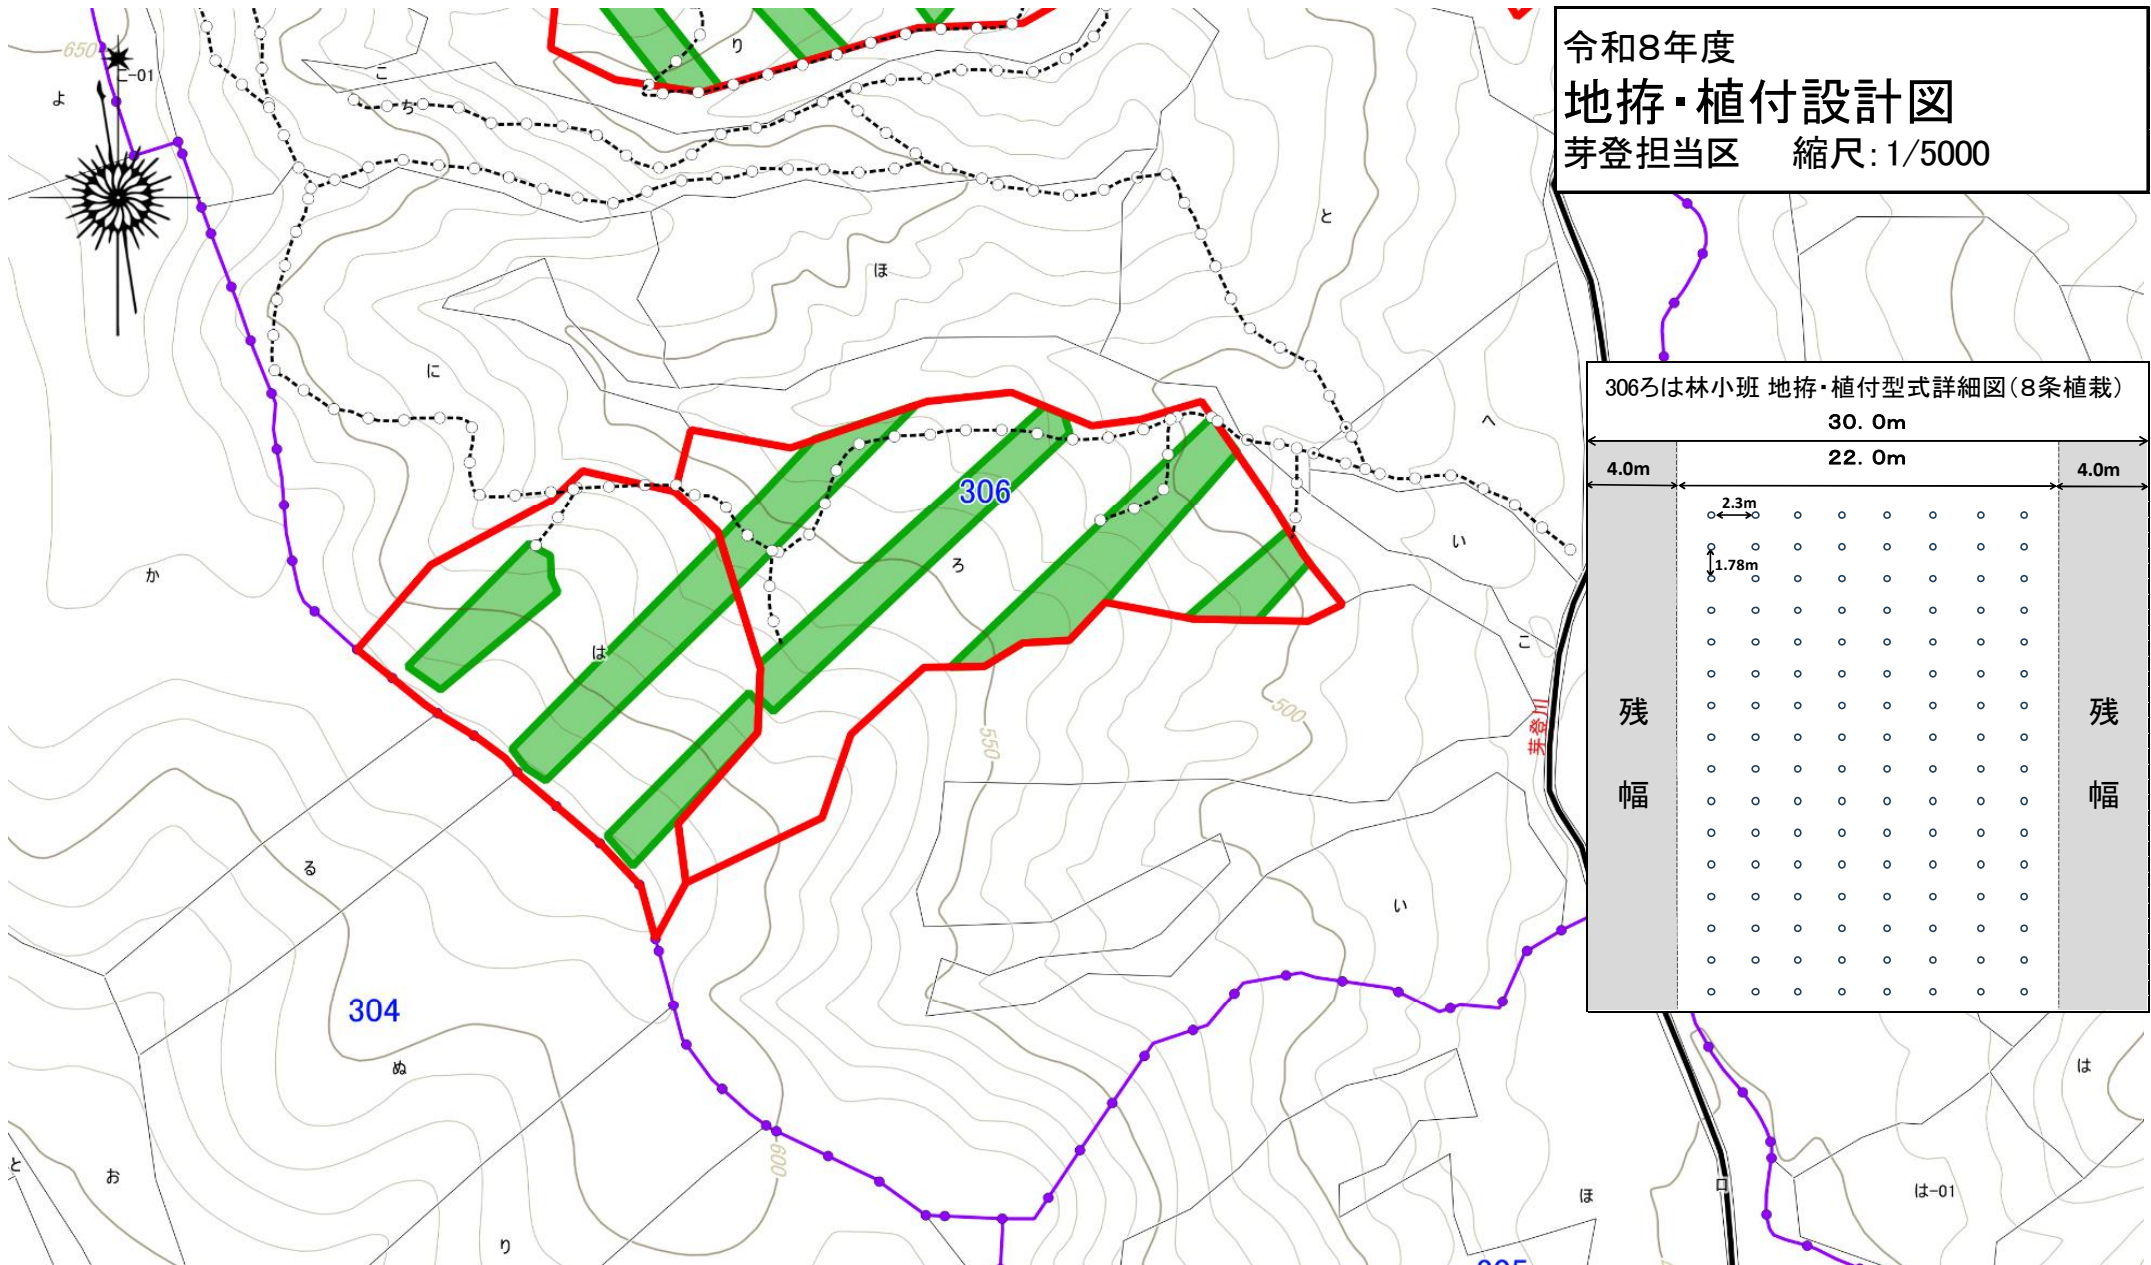 令和8年度
地拵・植付設計図
芽登担当区 縮尺:1/5000
650
に-01
よ
こ
ち
り
と
ほ
に
へ
306
ろ
い
か
は
こ
550
500
芽登川
る
い
304
ぬ
600
と
お
り
ほ
ロ
は
は-01
306ろは林小班 地拵・植付型式詳細図(8条植栽)
30.0m
4.0m
22.0m
4.0m
2.3m
1.78m
残
幅
残
幅